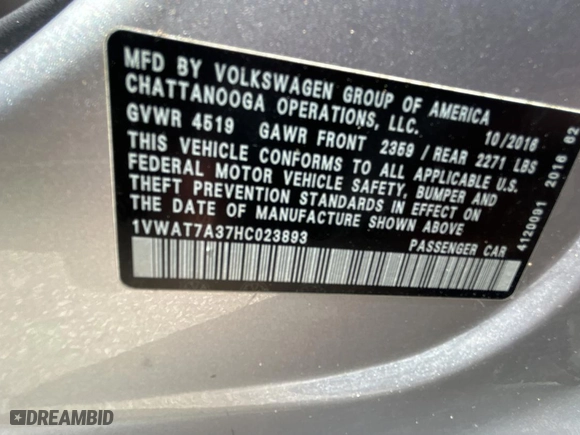 MFD BY VOLKSWAGEN GROUP OF AMERICA
CHATTANOOGA OPERATIONS, LLC.
10/2016
GVWR 4519 GAWR FRONT 2359 / REAR 2271 LBS
THIS VEHICLE CONFORMS TO ALL APPLICABLE U.S.
FEDERAL MOTOR VEHICLE SAFETY, BUMPER AND
THEFT PREVENTION STANDARDS IN EFFECT ON
THE DATE OF MANUFACTURE SHOWN ABOVE
1VWAT7A37HC023893 PASSENGER CAR
4120091 2016 62
DREAMBID